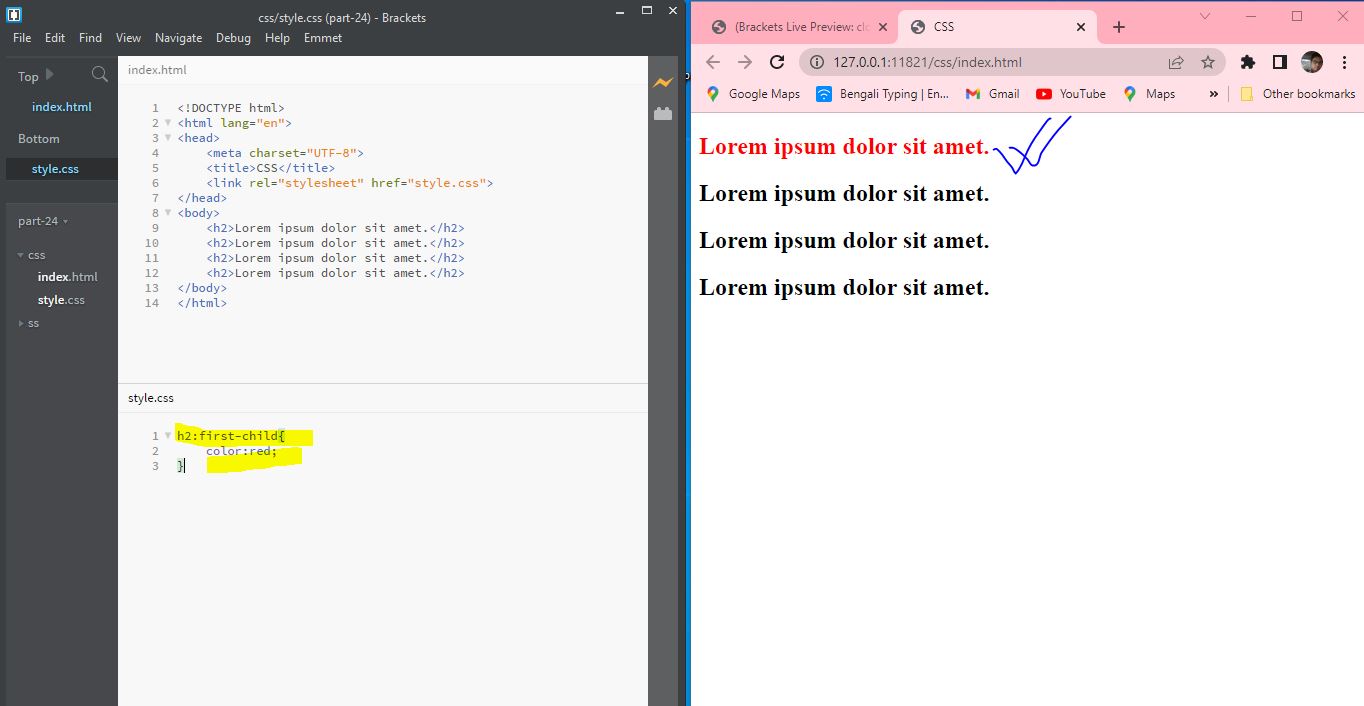 css/style.css (part-24) - Brackets
File Edit Find View Navigate Debug Help Emmet
Top
index.html
Bottom
style.css
part-24
css
index.html
style.css
ss
index.html
1 <!DOCTYPE html>
2 <html lang="en">
3 <head>
4 <meta charset="UTF-8">
5 <title>CSS</title>
6 <link rel="stylesheet" href="style.css">
7 </head>
8 <body>
9 <h2>Lorem ipsum dolor sit amet.</h2>
10 <h2>Lorem ipsum dolor sit amet.</h2>
11 <h2>Lorem ipsum dolor sit amet.</h2>
12 <h2>Lorem ipsum dolor sit amet.</h2>
13 </body>
14 </html>
style.css
1 h2:first-child{
2 color:red;
3 }
(Brackets Live Preview: clo
CSS
127.0.0.1:11821/css/index.html
Google Maps Bengali Typing | En... Gmail YouTube Maps » Other bookmarks
Lorem ipsum dolor sit amet.
Lorem ipsum dolor sit amet.
Lorem ipsum dolor sit amet.
Lorem ipsum dolor sit amet.